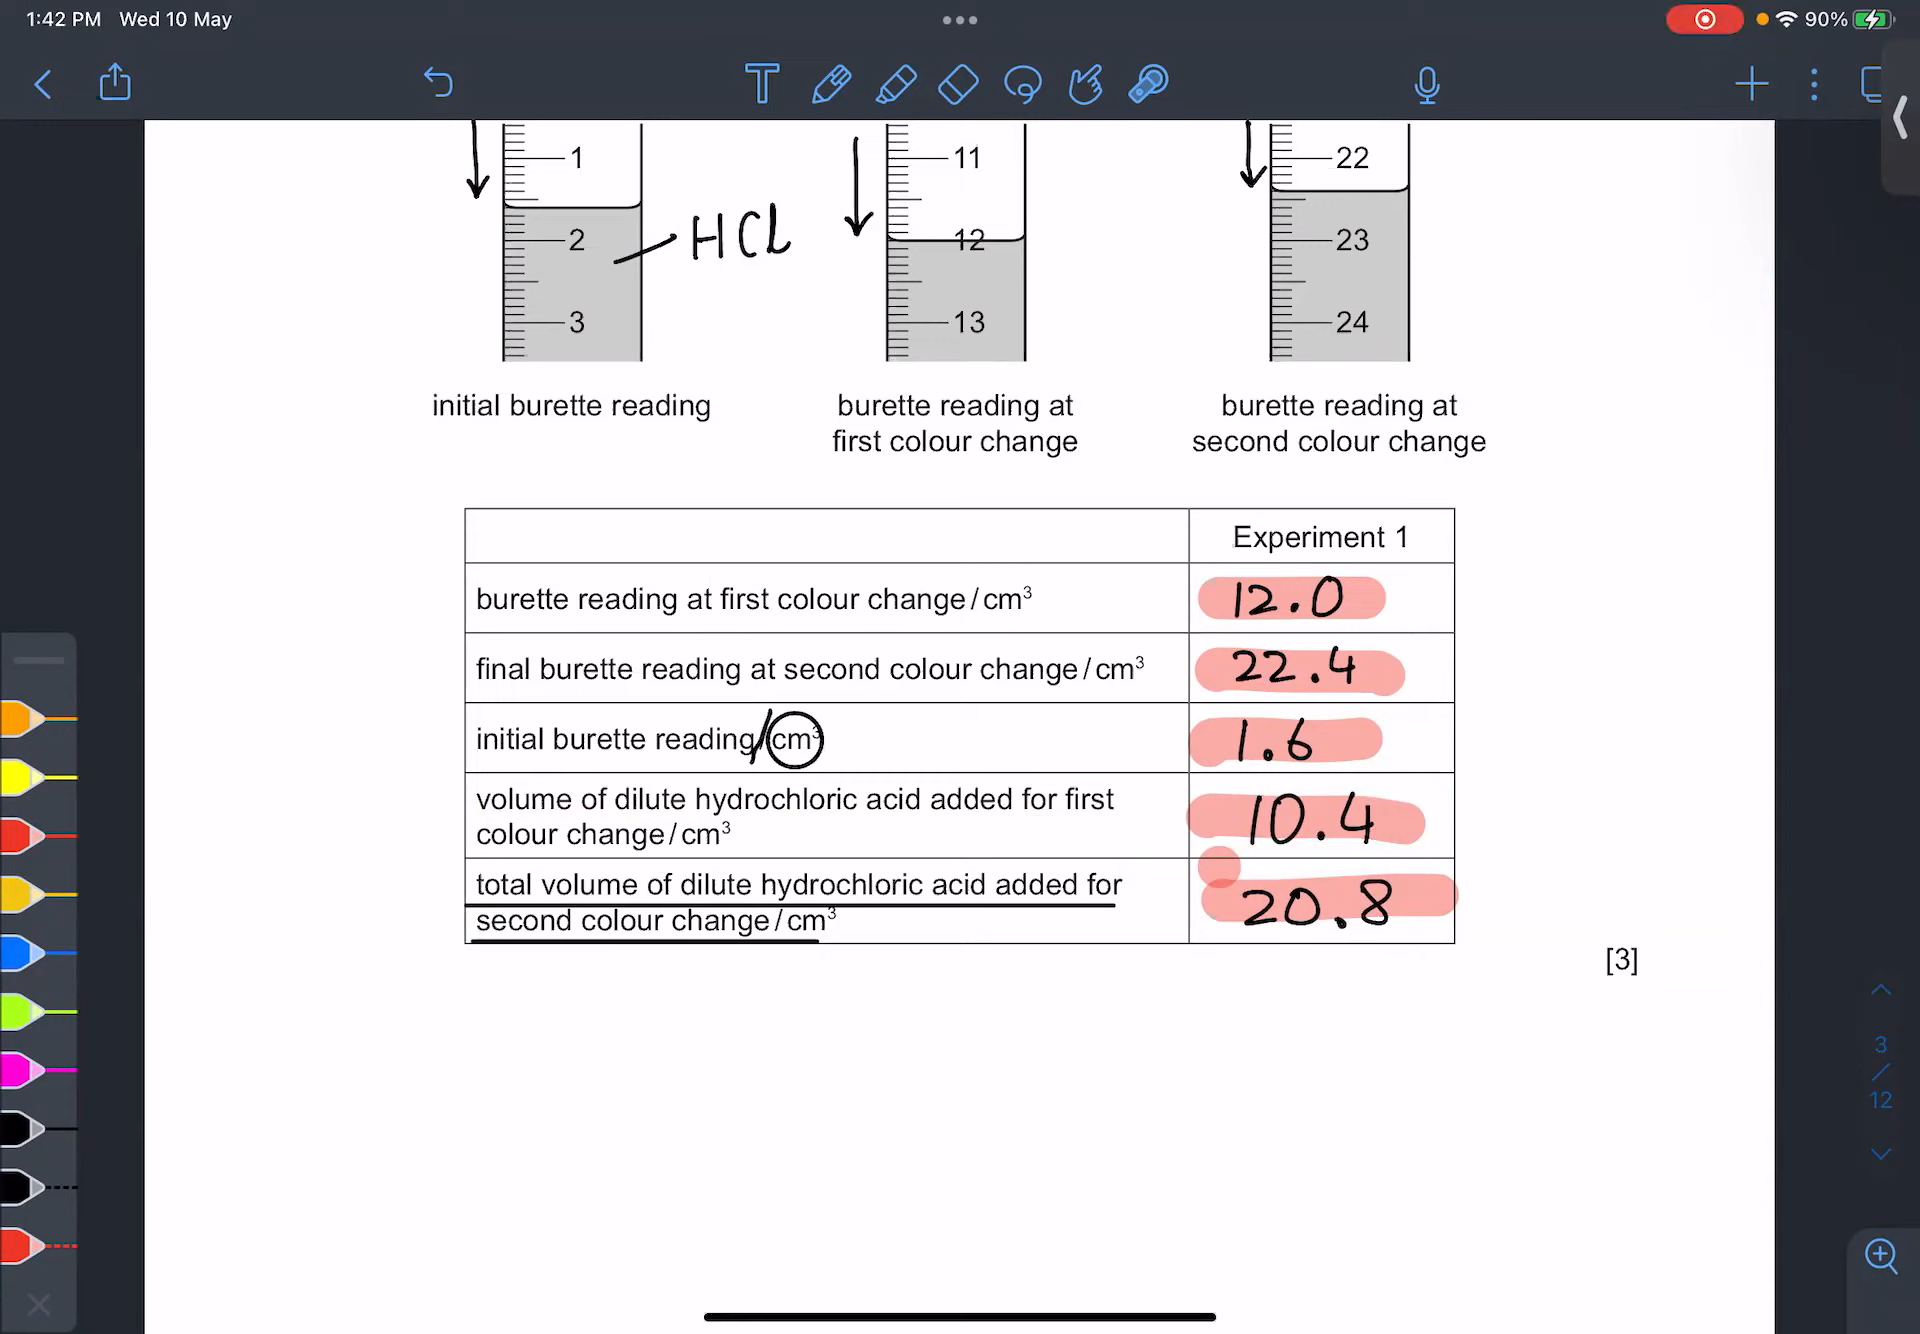 1:42 PM Wed 10 May
90%
T
1
2
3
HCl
11
12
13
22
23
24
initial burette reading
burette reading at
first colour change
burette reading at
second colour change
Experiment 1
burette reading at first colour change/cm³
12.0
final burette reading at second colour change/cm³
22.4
initial burette reading/cm³
1.6
volume of dilute hydrochloric acid added for first
colour change/cm³
10.4
total volume of dilute hydrochloric acid added for
second colour change/cm³
20.8
[3]
3
/
12